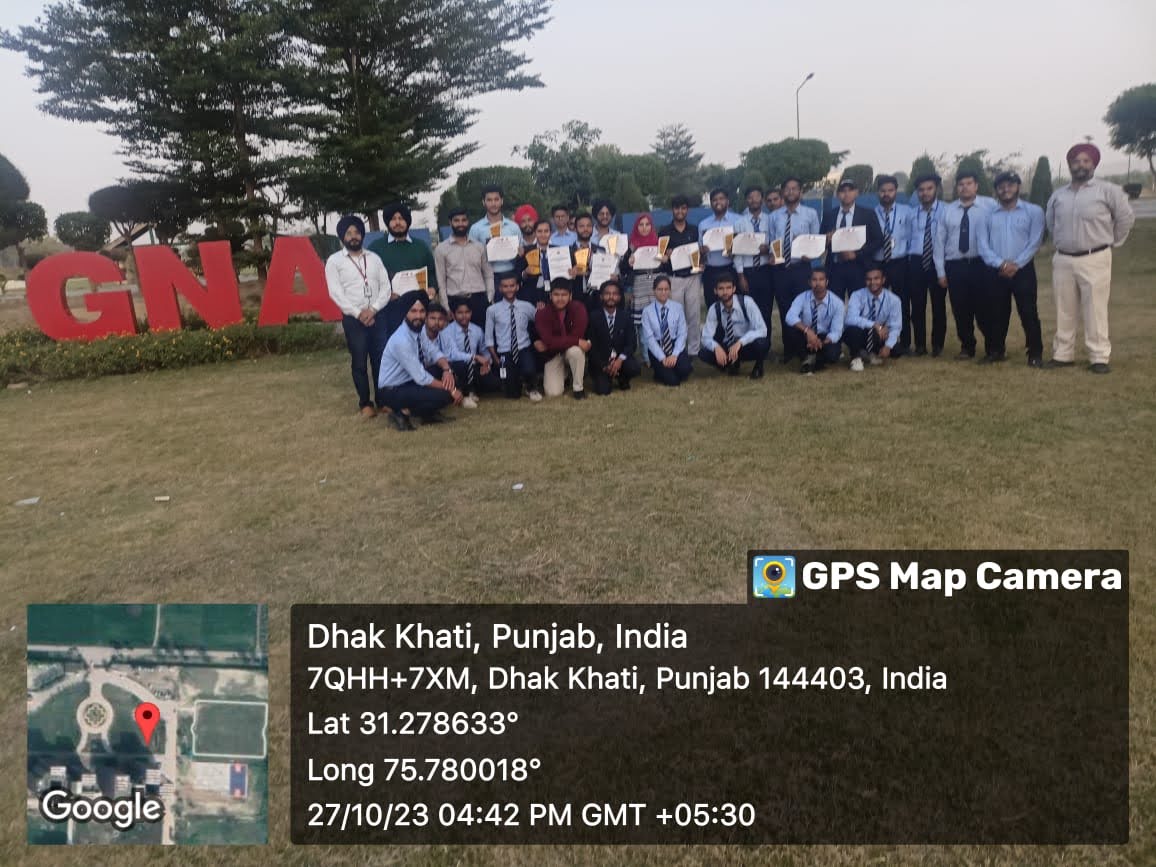 GNA
GPS Map Camera
Dhak Khati, Punjab, India
7QHH+7XM, Dhak Khati, Punjab 144403, India
Lat 31.278633°
Long 75.780018°
27/10/23 04:42 PM GMT +05:30
Google